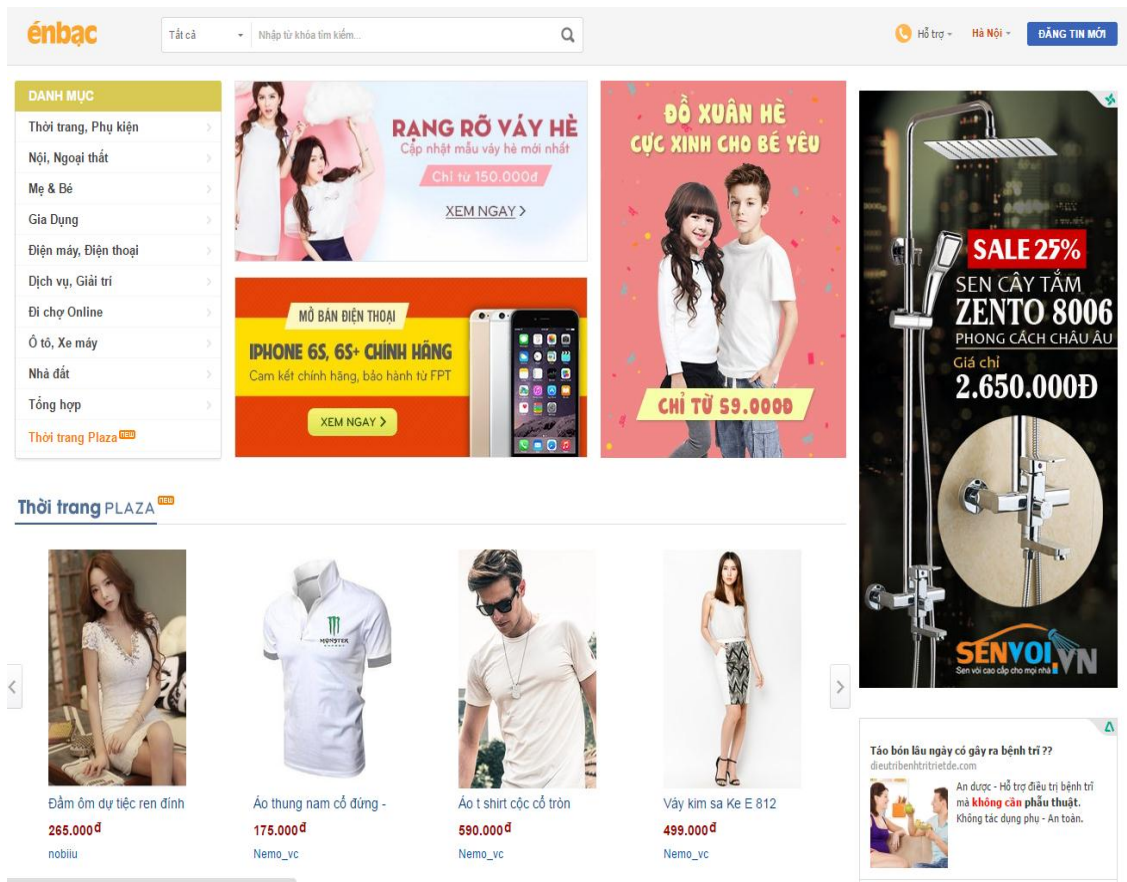 énbạc
Tất cả
Nhập từ khóa tìm kiếm...
Hỗ trợ
Hà Nội
ĐĂNG TIN MỚI
DANH MỤC
Thời trang, Phụ kiện
Nội, Ngoại thất
Mẹ & Bé
Gia Dụng
Điện máy, Điện thoại
Dịch vụ, Giải trí
Đi chợ Online
Ô tô, Xe máy
Nhà đất
Tổng hợp
Thời trang Plaza NEW
RẠNG RỠ VÁY HÈ
Cập nhật mẫu váy hè mới nhất
Chỉ từ 150.000đ
XEM NGAY >
MỞ BÁN ĐIỆN THOẠI
IPHONE 6S, 6S+ CHÍNH HÃNG
Cam kết chính hãng, bảo hành từ FPT
XEM NGAY >
ĐỒ XUÂN HÈ
CỰC XINH CHO BÉ YÊU
CHỈ TỪ 59.000Đ
SALE 25%
SEN CÂY TẮM
ZENTO 8006
PHONG CÁCH CHÂU ÂU
Giá chỉ
2.650.000Đ
SENVOI.VN
Sen vòi cao cấp cho mọi nhà
Thời trang PLAZA NEW
MONSTER
Đầm ôm dự tiệc ren đính
265.000đ
nobiiu
Áo thung nam cổ đứng -
175.000đ
Nemo_vc
Áo t shirt cộc cổ tròn
590.000đ
Nemo_vc
Váy kim sa Ke E 812
499.000đ
Nemo_vc
Táo bón lâu ngày có gây ra bệnh trĩ ??
dieutribenhtritrietde.com
An dược - Hỗ trợ điều trị bệnh trĩ
mà không cần phẫu thuật.
Không tác dụng phụ - An toàn.